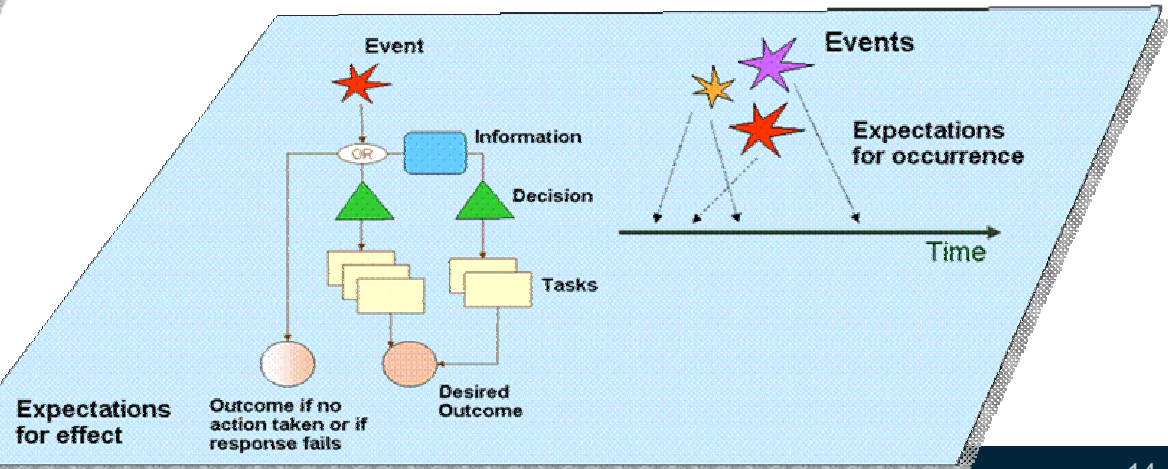 Event
OR
Information
Decision
Tasks
Desired
Outcome
Outcome if no
action taken or if
response fails
Expectations
for effect
Events
Expectations
for occurrence
Time